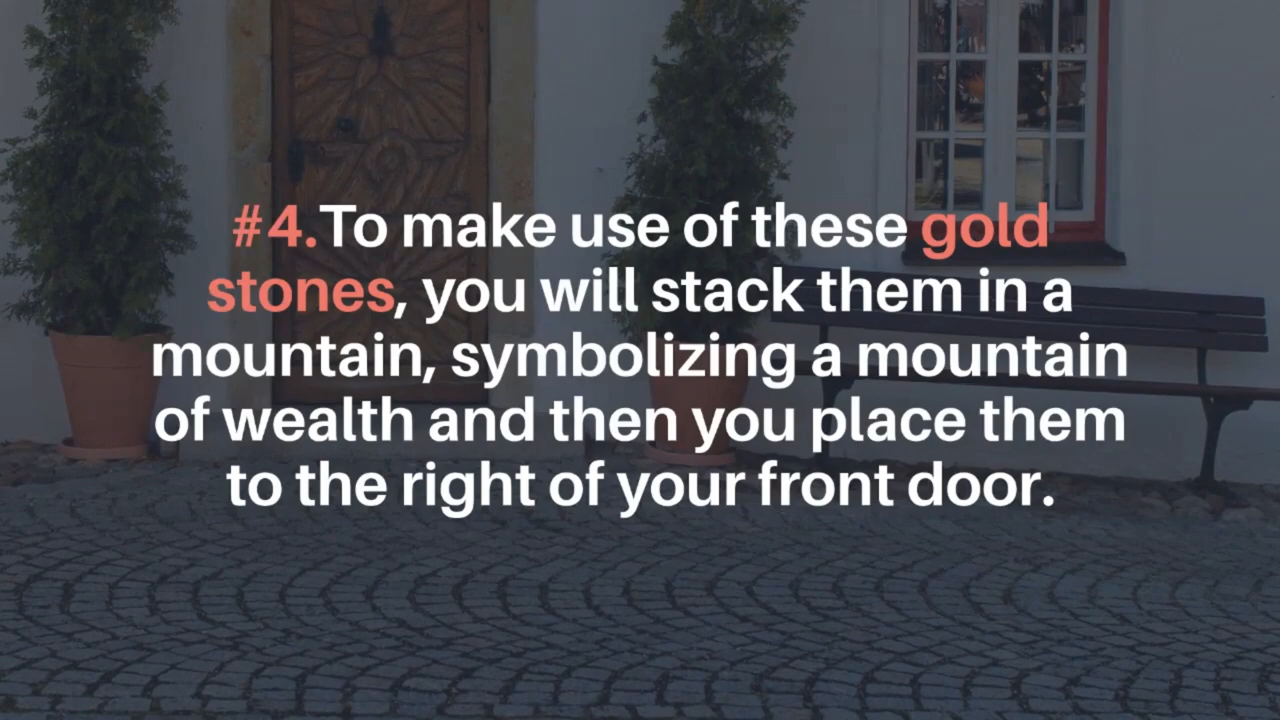 #4.To make use of these gold
stones, you will stack them in a
mountain, symbolizing a mountain
of wealth and then you place them
to the right of your front door.